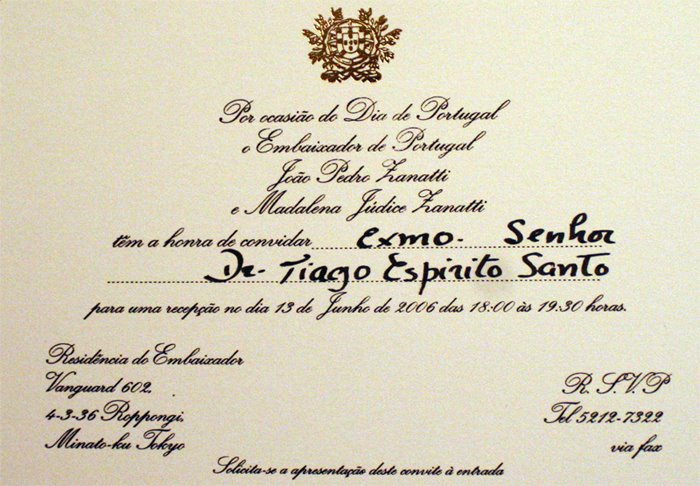 Por ocasião do Dia de Portugal
o Embaixador de Portugal
João Pedro Zanatti
e Madalena Júdice Zanatti
têm a honra de convidar Exmo. Senhor
Dr. Tiago Espirito Santo
para uma recepção no dia 13 de Junho de 2006 das 18:00 às 19:30 horas.
Residência do Embaixador
Vanguard 602,
4-3-36 Roppongi,
Minato-ku Tokyo
R. S.V.P
Tel 5212-7322
via fax
Solicita-se a apresentação deste convite à entrada